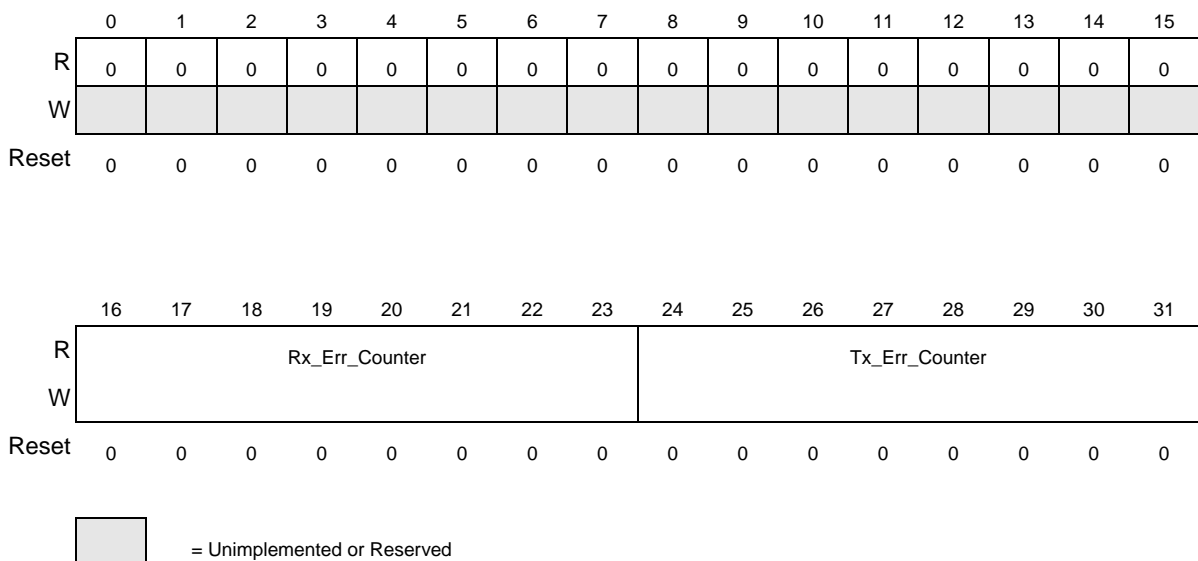 0 1 2 3 4 5 6 7 8 9 10 11 12 13 14 15
R 0 0 0 0 0 0 0 0 0 0 0 0 0 0 0 0
W
Reset 0 0 0 0 0 0 0 0 0 0 0 0 0 0 0 0
16 17 18 19 20 21 22 23 24 25 26 27 28 29 30 31
R Rx_Err_Counter Tx_Err_Counter
W
Reset 0 0 0 0 0 0 0 0 0 0 0 0 0 0 0 0
= Unimplemented or Reserved